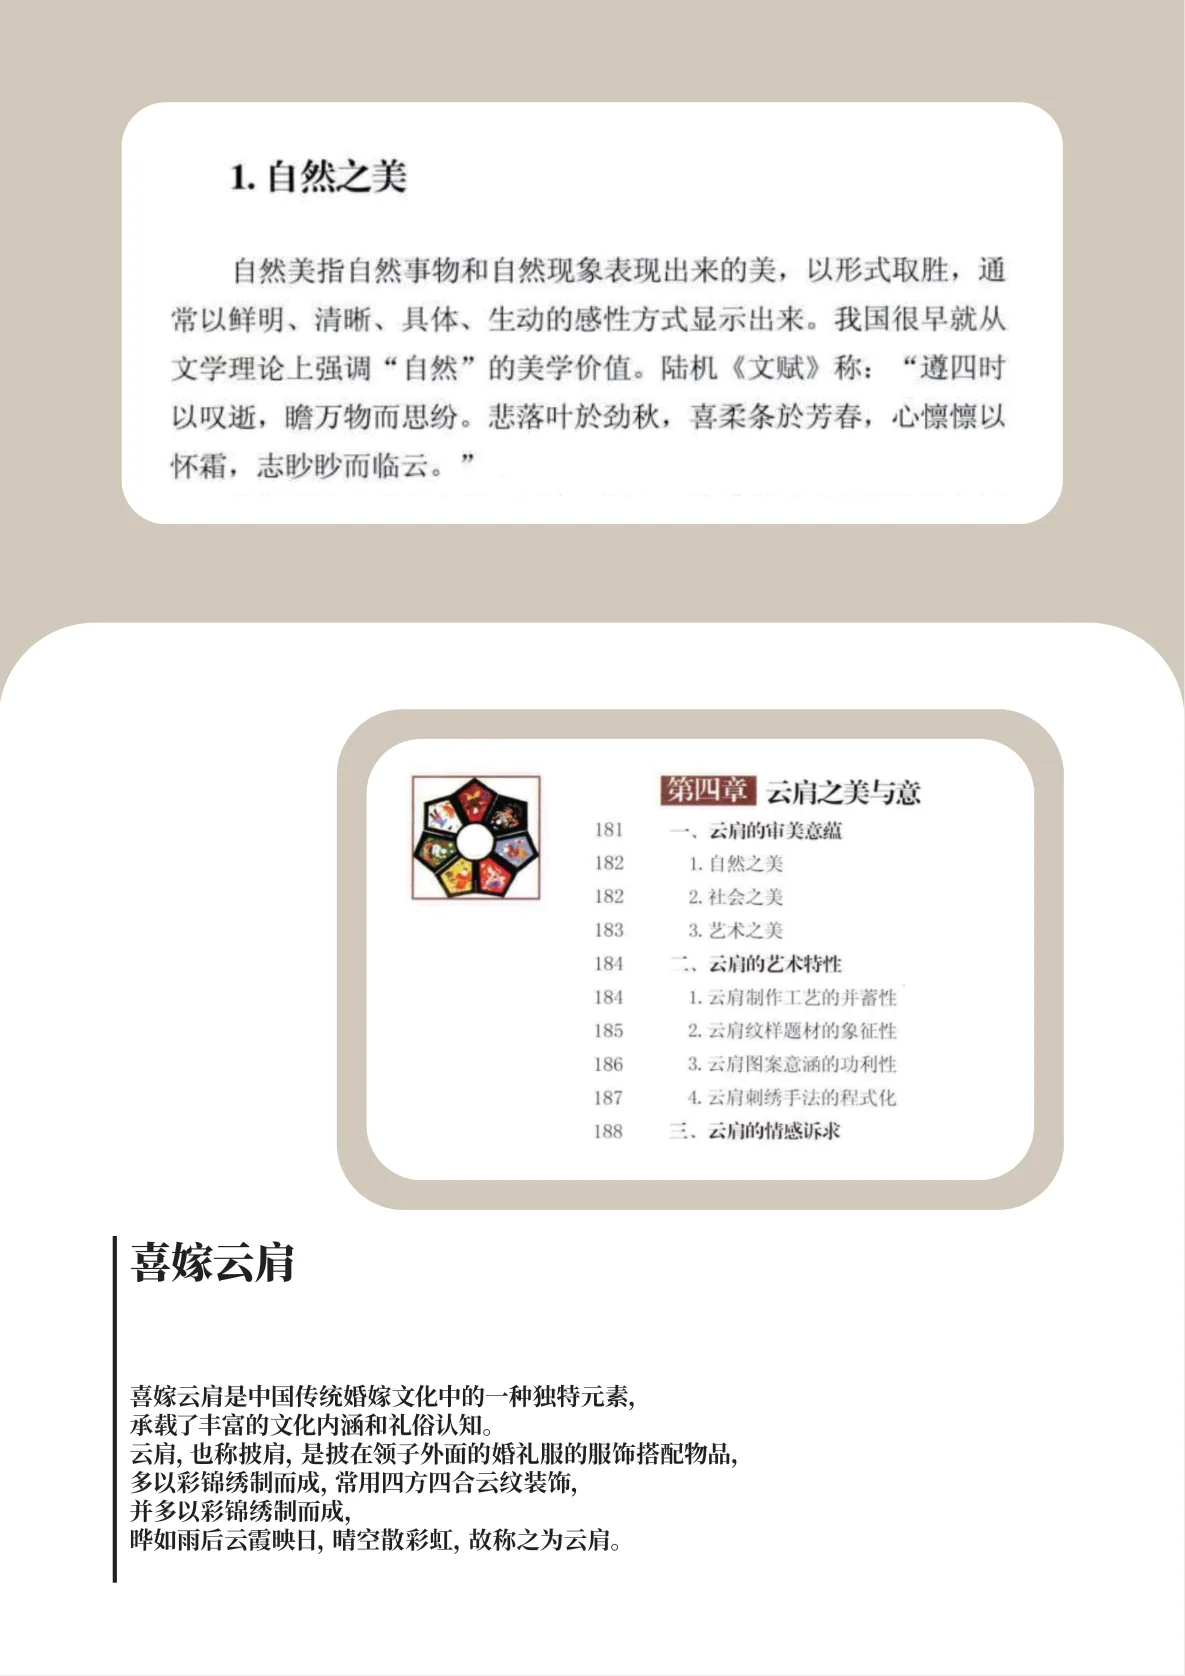 1. 自然之美
自然美指自然事物和自然现象表现出来的美，以形式取胜，通
常以鲜明、清晰、具体、生动的感性方式显示出来。我国很早就从
文学理论上强调“自然”的美学价值。陆机《文赋》称：“遵四时
以叹逝，瞻万物而思纷。悲落叶於劲秋，喜柔条於芳春，心懔懔以
怀霜，志眇眇而临云。”
第四章 云肩之美与意
181 一、云肩的审美意蕴
182 1. 自然之美
182 2. 社会之美
183 3. 艺术之美
184 二、云肩的艺术特性
184 1. 云肩制作工艺的并蓄性
185 2. 云肩纹样题材的象征性
186 3. 云肩图案意涵的功利性
187 4. 云肩刺绣手法的程式化
188 三、云肩的情感诉求
喜嫁云肩
喜嫁云肩是中国传统婚嫁文化中的一种独特元素，
承载了丰富的文化内涵和礼俗认知。
云肩，也称披肩，是披在领子外面的婚礼服的服饰搭配物品，
多以彩锦绣制而成，常用四方四合云纹装饰，
并多以彩锦绣制而成，
晔如雨后云霞映日，晴空散彩虹，故称之为云肩。